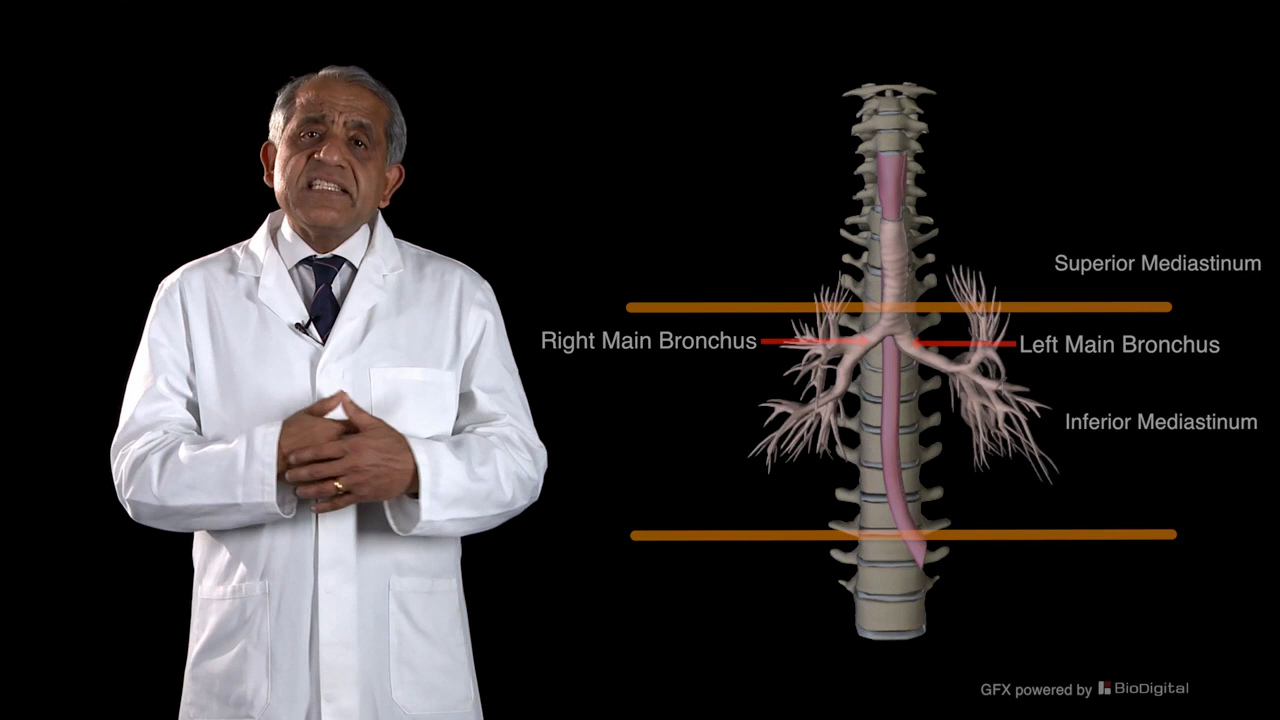 Superior Mediastinum
Right Main Bronchus
Left Main Bronchus
Inferior Mediastinum
GFX powered by BioDigital